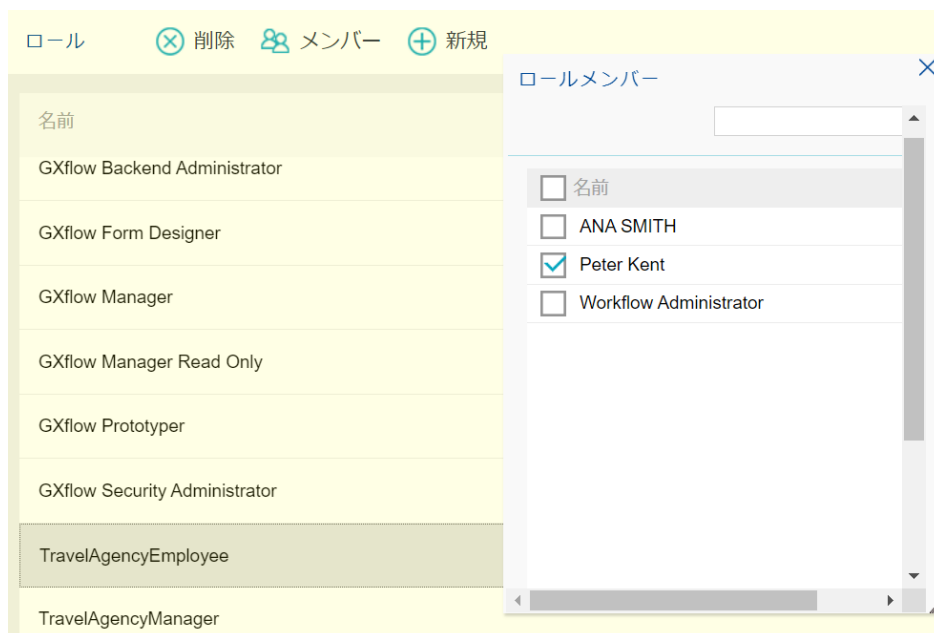 ロール 削除 メンバー 新規
名前
GXflow Backend Administrator
GXflow Form Designer
GXflow Manager
GXflow Manager Read Only
GXflow Prototyper
GXflow Security Administrator
TravelAgencyEmployee
TravelAgencyManager
ロールメンバー
名前
ANA SMITH
Peter Kent
Workflow Administrator